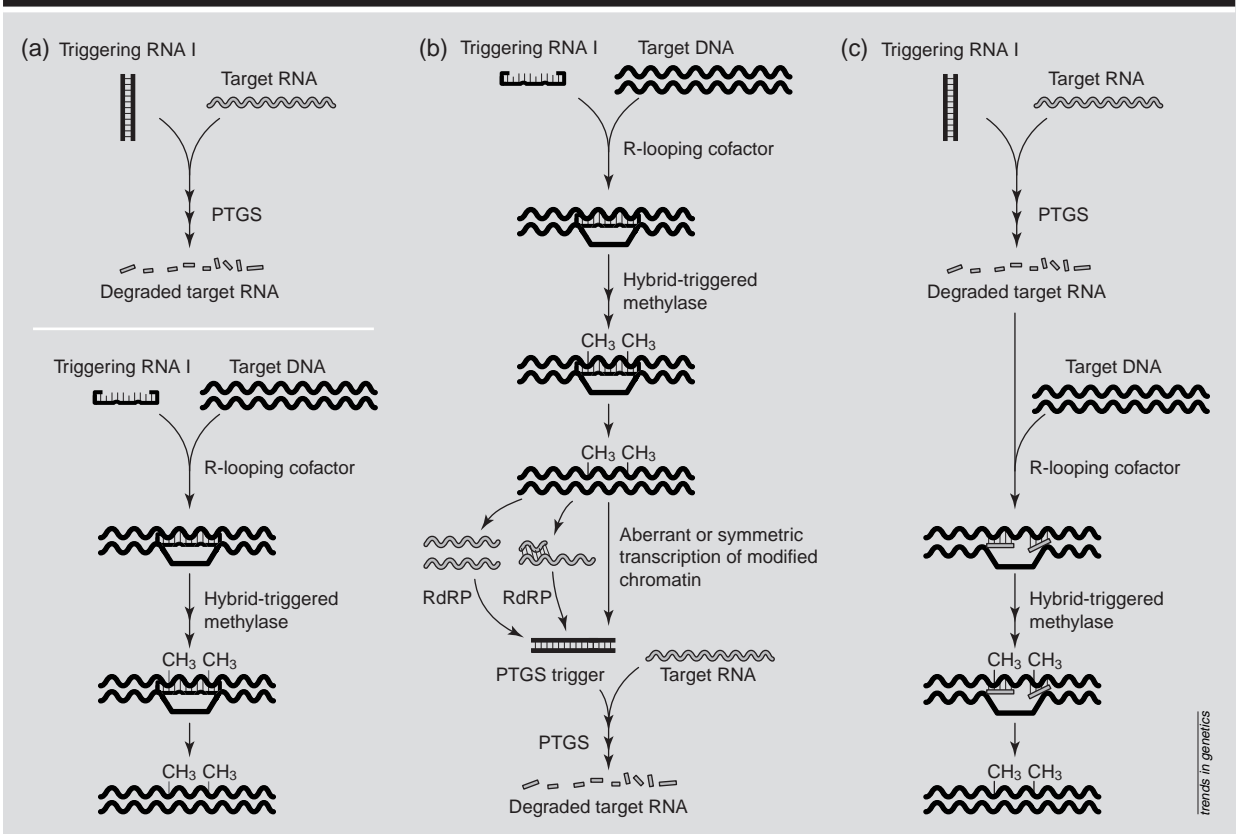 (a) Triggering RNA I
Target RNA
PTGS
Degraded target RNA
Triggering RNA I Target DNA
R-looping cofactor
Hybrid-triggered
methylase
CH3 CH3
CH3 CH3
(b)
Triggering RNA I Target DNA
R-looping cofactor
Hybrid-triggered
methylase
CH3 CH3
CH3 CH3
Aberrant or symmetric
transcription of modified
chromatin
RdRP RdRP
PTGS trigger Target RNA
PTGS
Degraded target RNA
(c) Triggering RNA I
Target RNA
PTGS
Degraded target RNA
Target DNA
R-looping cofactor
Hybrid-triggered
methylase
CH3 CH3
CH3 CH3
trends in genetics